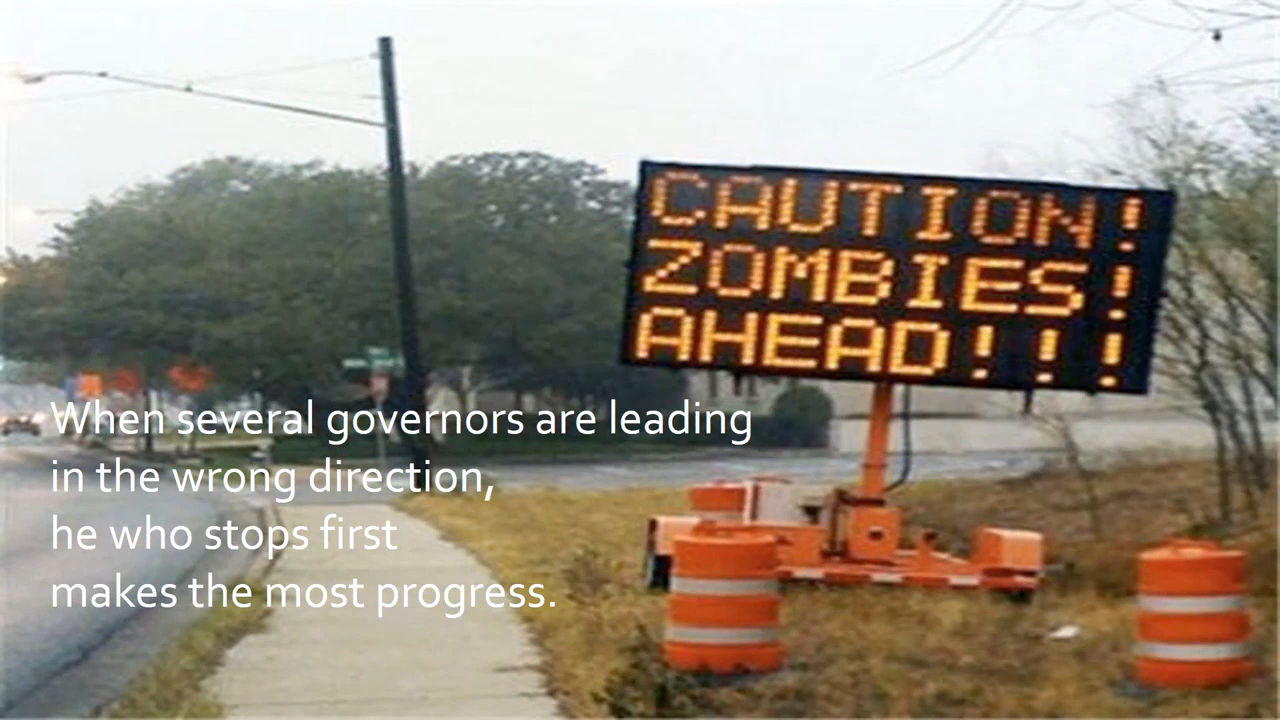 CAUTION!
ZOMBIES!
AHEAD!!!
When several governors are leading
in the wrong direction,
he who stops first
makes the most progress.